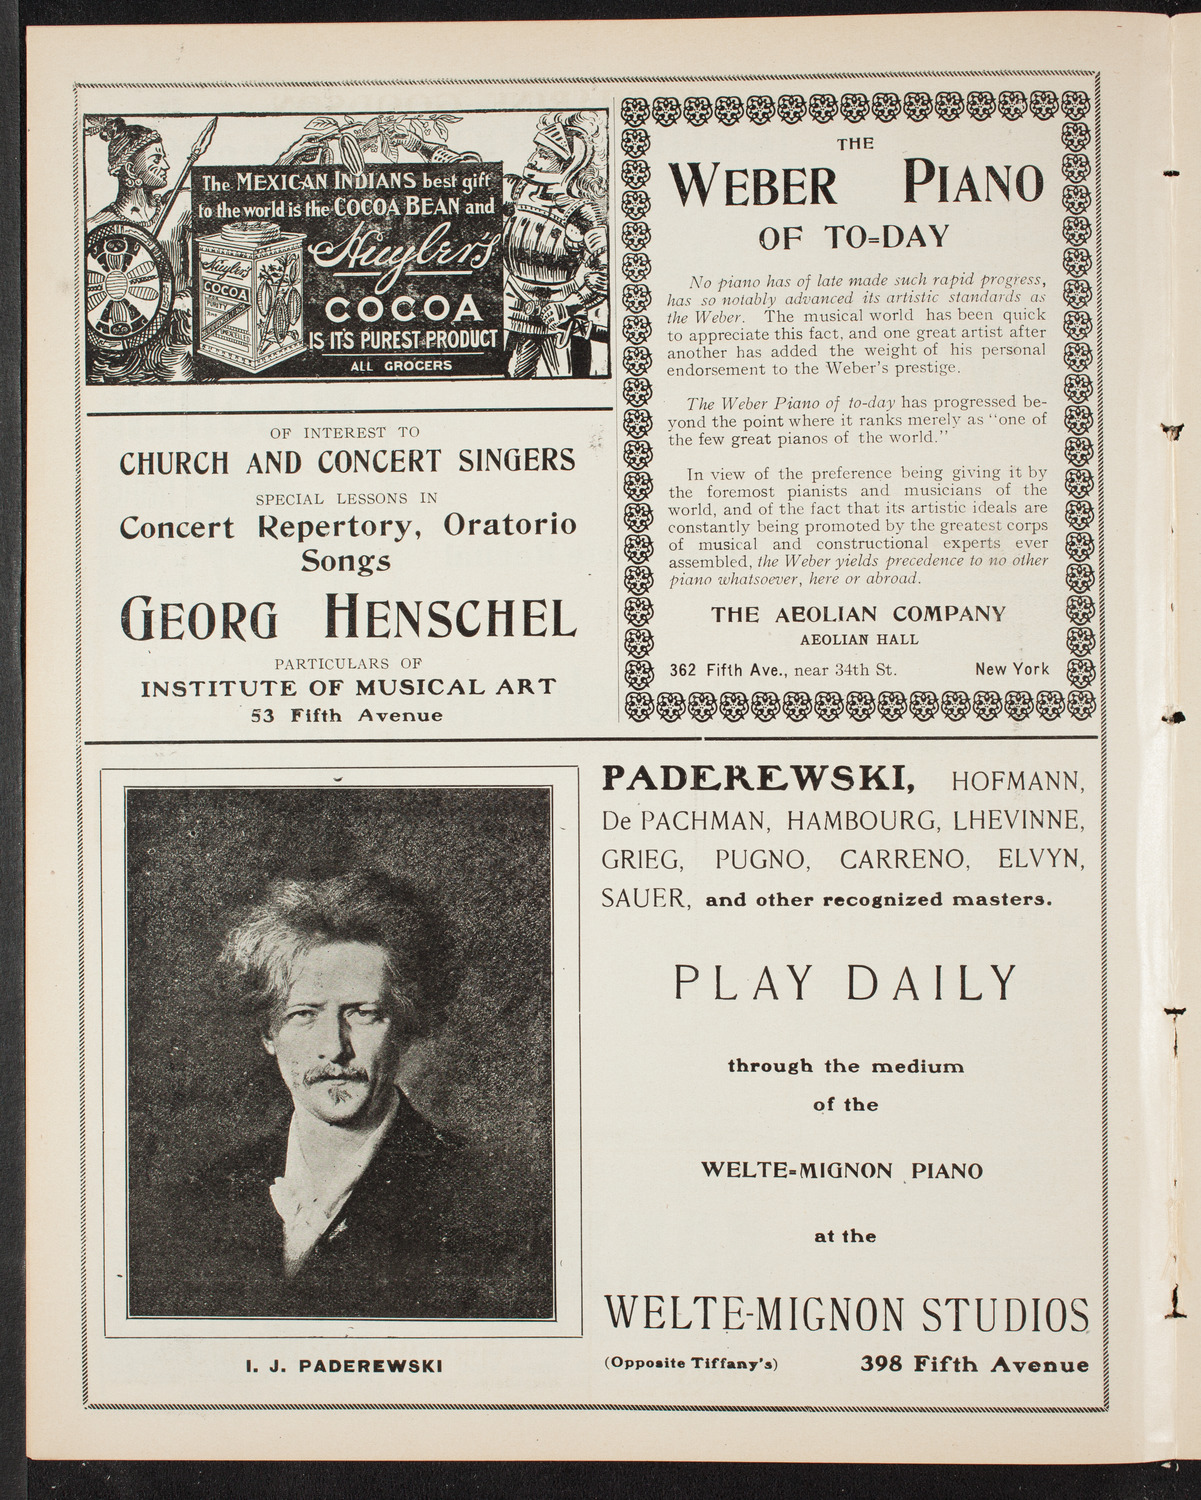 The MEXICAN INDIANS best gift
to the world is the COCOA BEAN and
Huyler's
Huyler's
COCOA
COCOA
IS ITS PUREST PRODUCT
ALL GROCERS
OF INTEREST TO
CHURCH AND CONCERT SINGERS
SPECIAL LESSONS IN
Concert Repertory, Oratorio
Songs
GEORG HENSCHEL
PARTICULARS OF
INSTITUTE OF MUSICAL ART
53 Fifth Avenue
THE
WEBER PIANO
OF TO=DAY
No piano has of late made such rapid progress,
has so notably advanced its artistic standards as
the Weber. The musical world has been quick
to appreciate this fact, and one great artist after
another has added the weight of his personal
endorsement to the Weber's prestige.
The Weber Piano of to-day has progressed be-
yond the point where it ranks merely as "one of
the few great pianos of the world."
In view of the preference being giving it by
the foremost pianists and musicians of the
world, and of the fact that its artistic ideals are
constantly being promoted by the greatest corps
of musical and constructional experts ever
assembled, the Weber yields precedence to no other
piano whatsoever, here or abroad.
THE AEOLIAN COMPANY
AEOLIAN HALL
362 Fifth Ave., near 34th St. New York
I. J. PADEREWSKI
PADEREWSKI, HOFMANN,
De PACHMAN, HAMBOURG, LHEVINNE,
GRIEG, PUGNO, CARRENO, ELVYN,
SAUER, and other recognized masters.
PLAY DAILY
through the medium
of the
WELTE=MIGNON PIANO
at the
WELTE-MIGNON STUDIOS
(Opposite Tiffany's) 398 Fifth Avenue